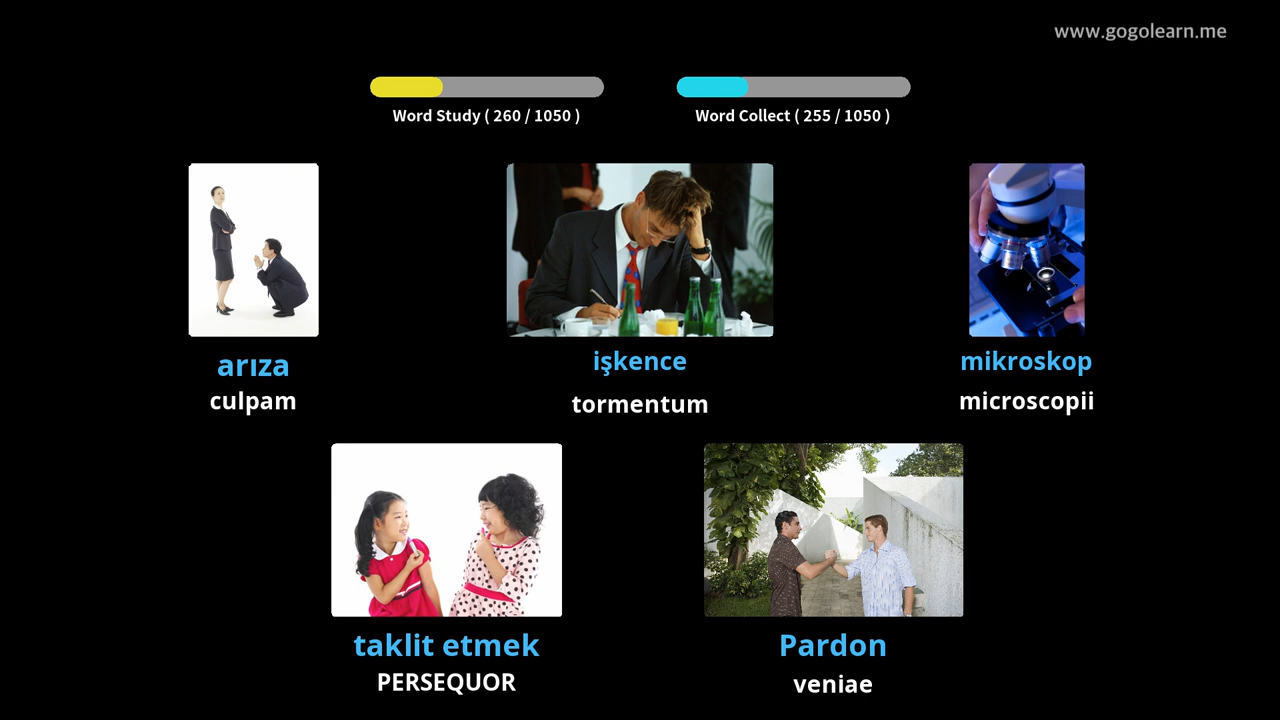 www.gogolearn.me
Word Study ( 260 / 1050 )
Word Collect ( 255 / 1050 )
arıza
culpam
işkence
tormentum
mikroskop
microscopii
taklit etmek
PERSEQUOR
Pardon
veniae